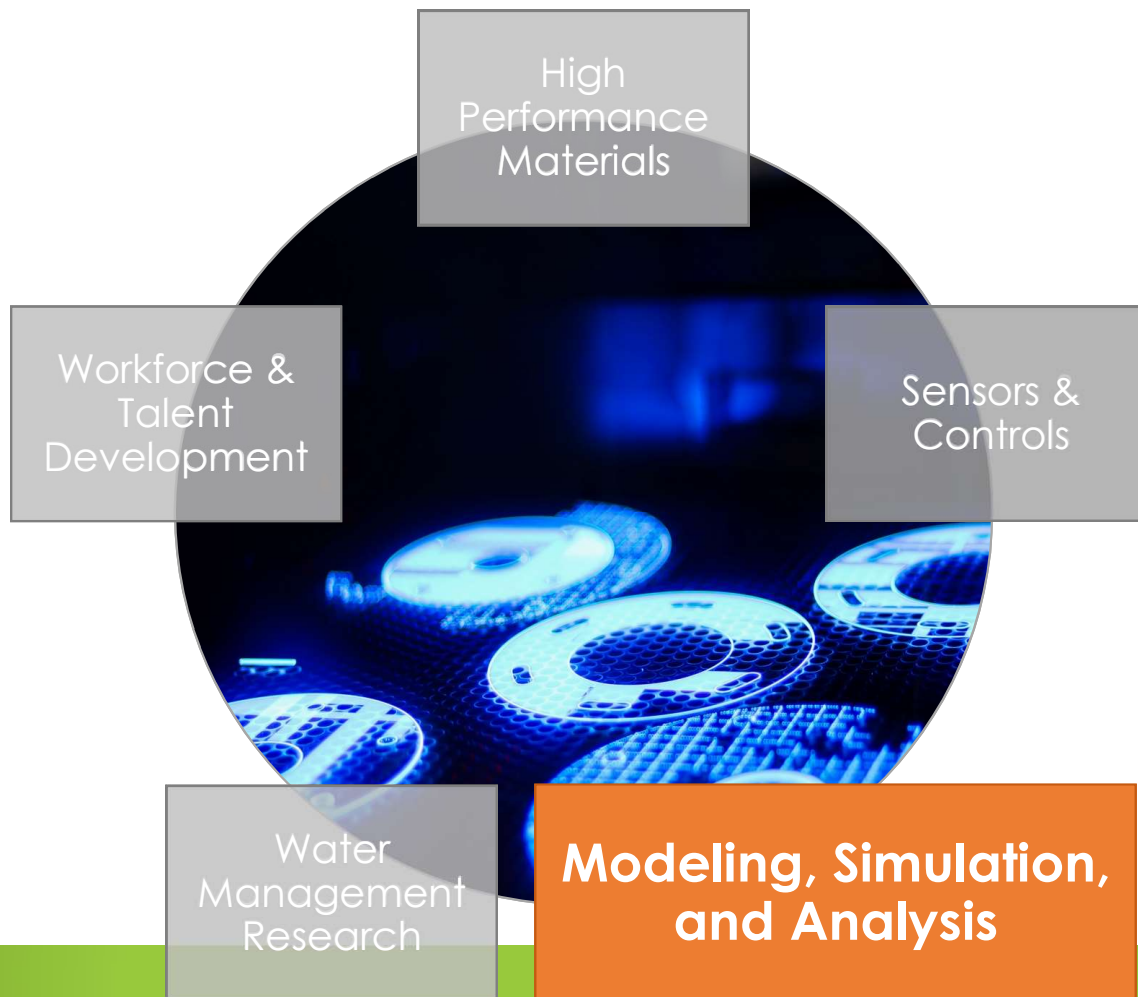 High
Performance
Materials
Workforce &
Talent
Development
Sensors &
Controls
Water
Management
Research
Modeling, Simulation,
and Analysis